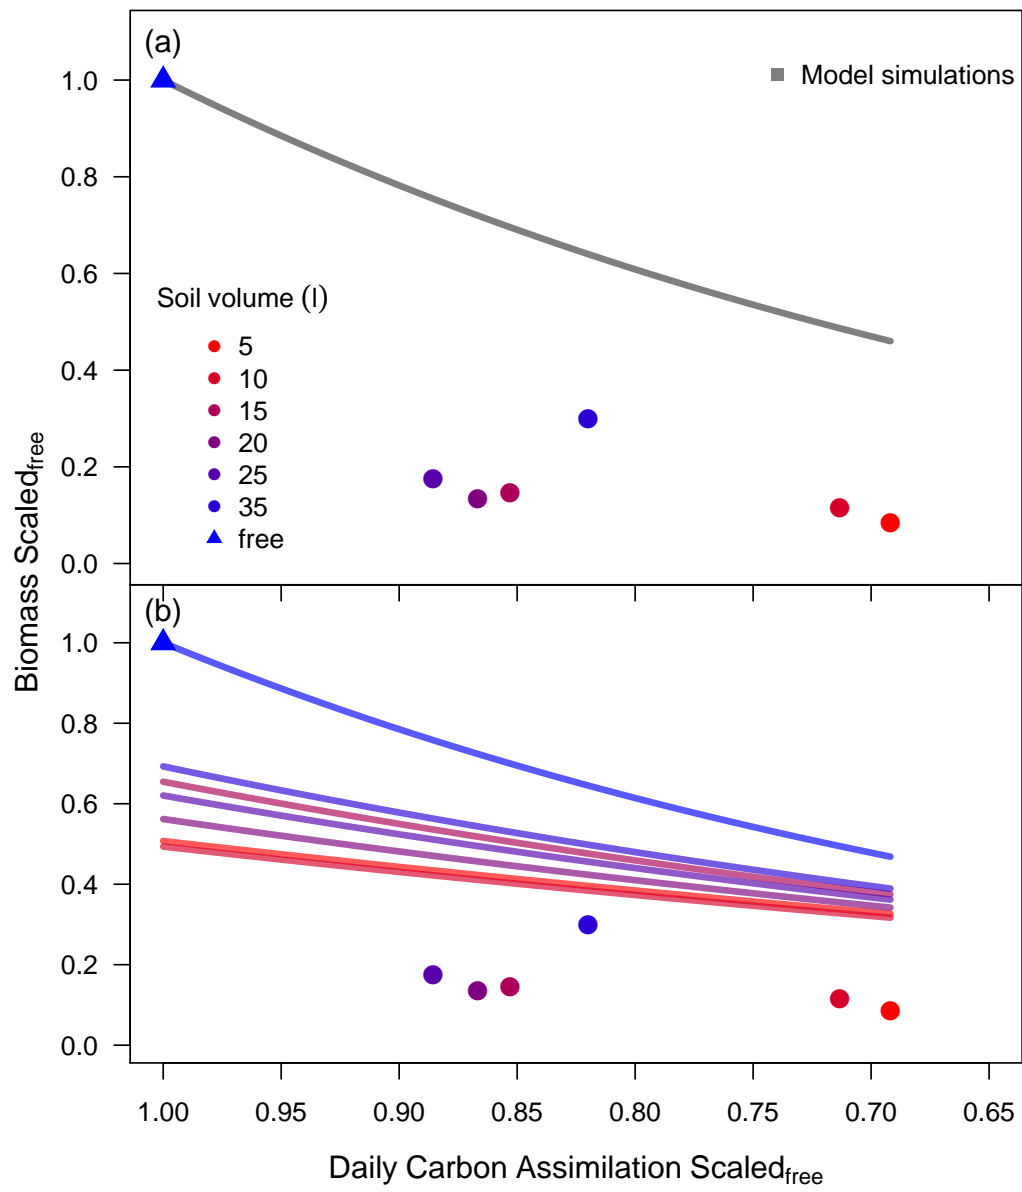 (a)
Model simulations
1.0
0.8
0.6
0.4
0.2
0.0
Soil volume (l)
5
10
15
20
25
35
free
Biomass Scaledfree
(b)
1.0
0.8
0.6
0.4
0.2
0.0
1.00 0.95 0.90 0.85 0.80 0.75 0.70 0.65
Daily Carbon Assimilation Scaledfree